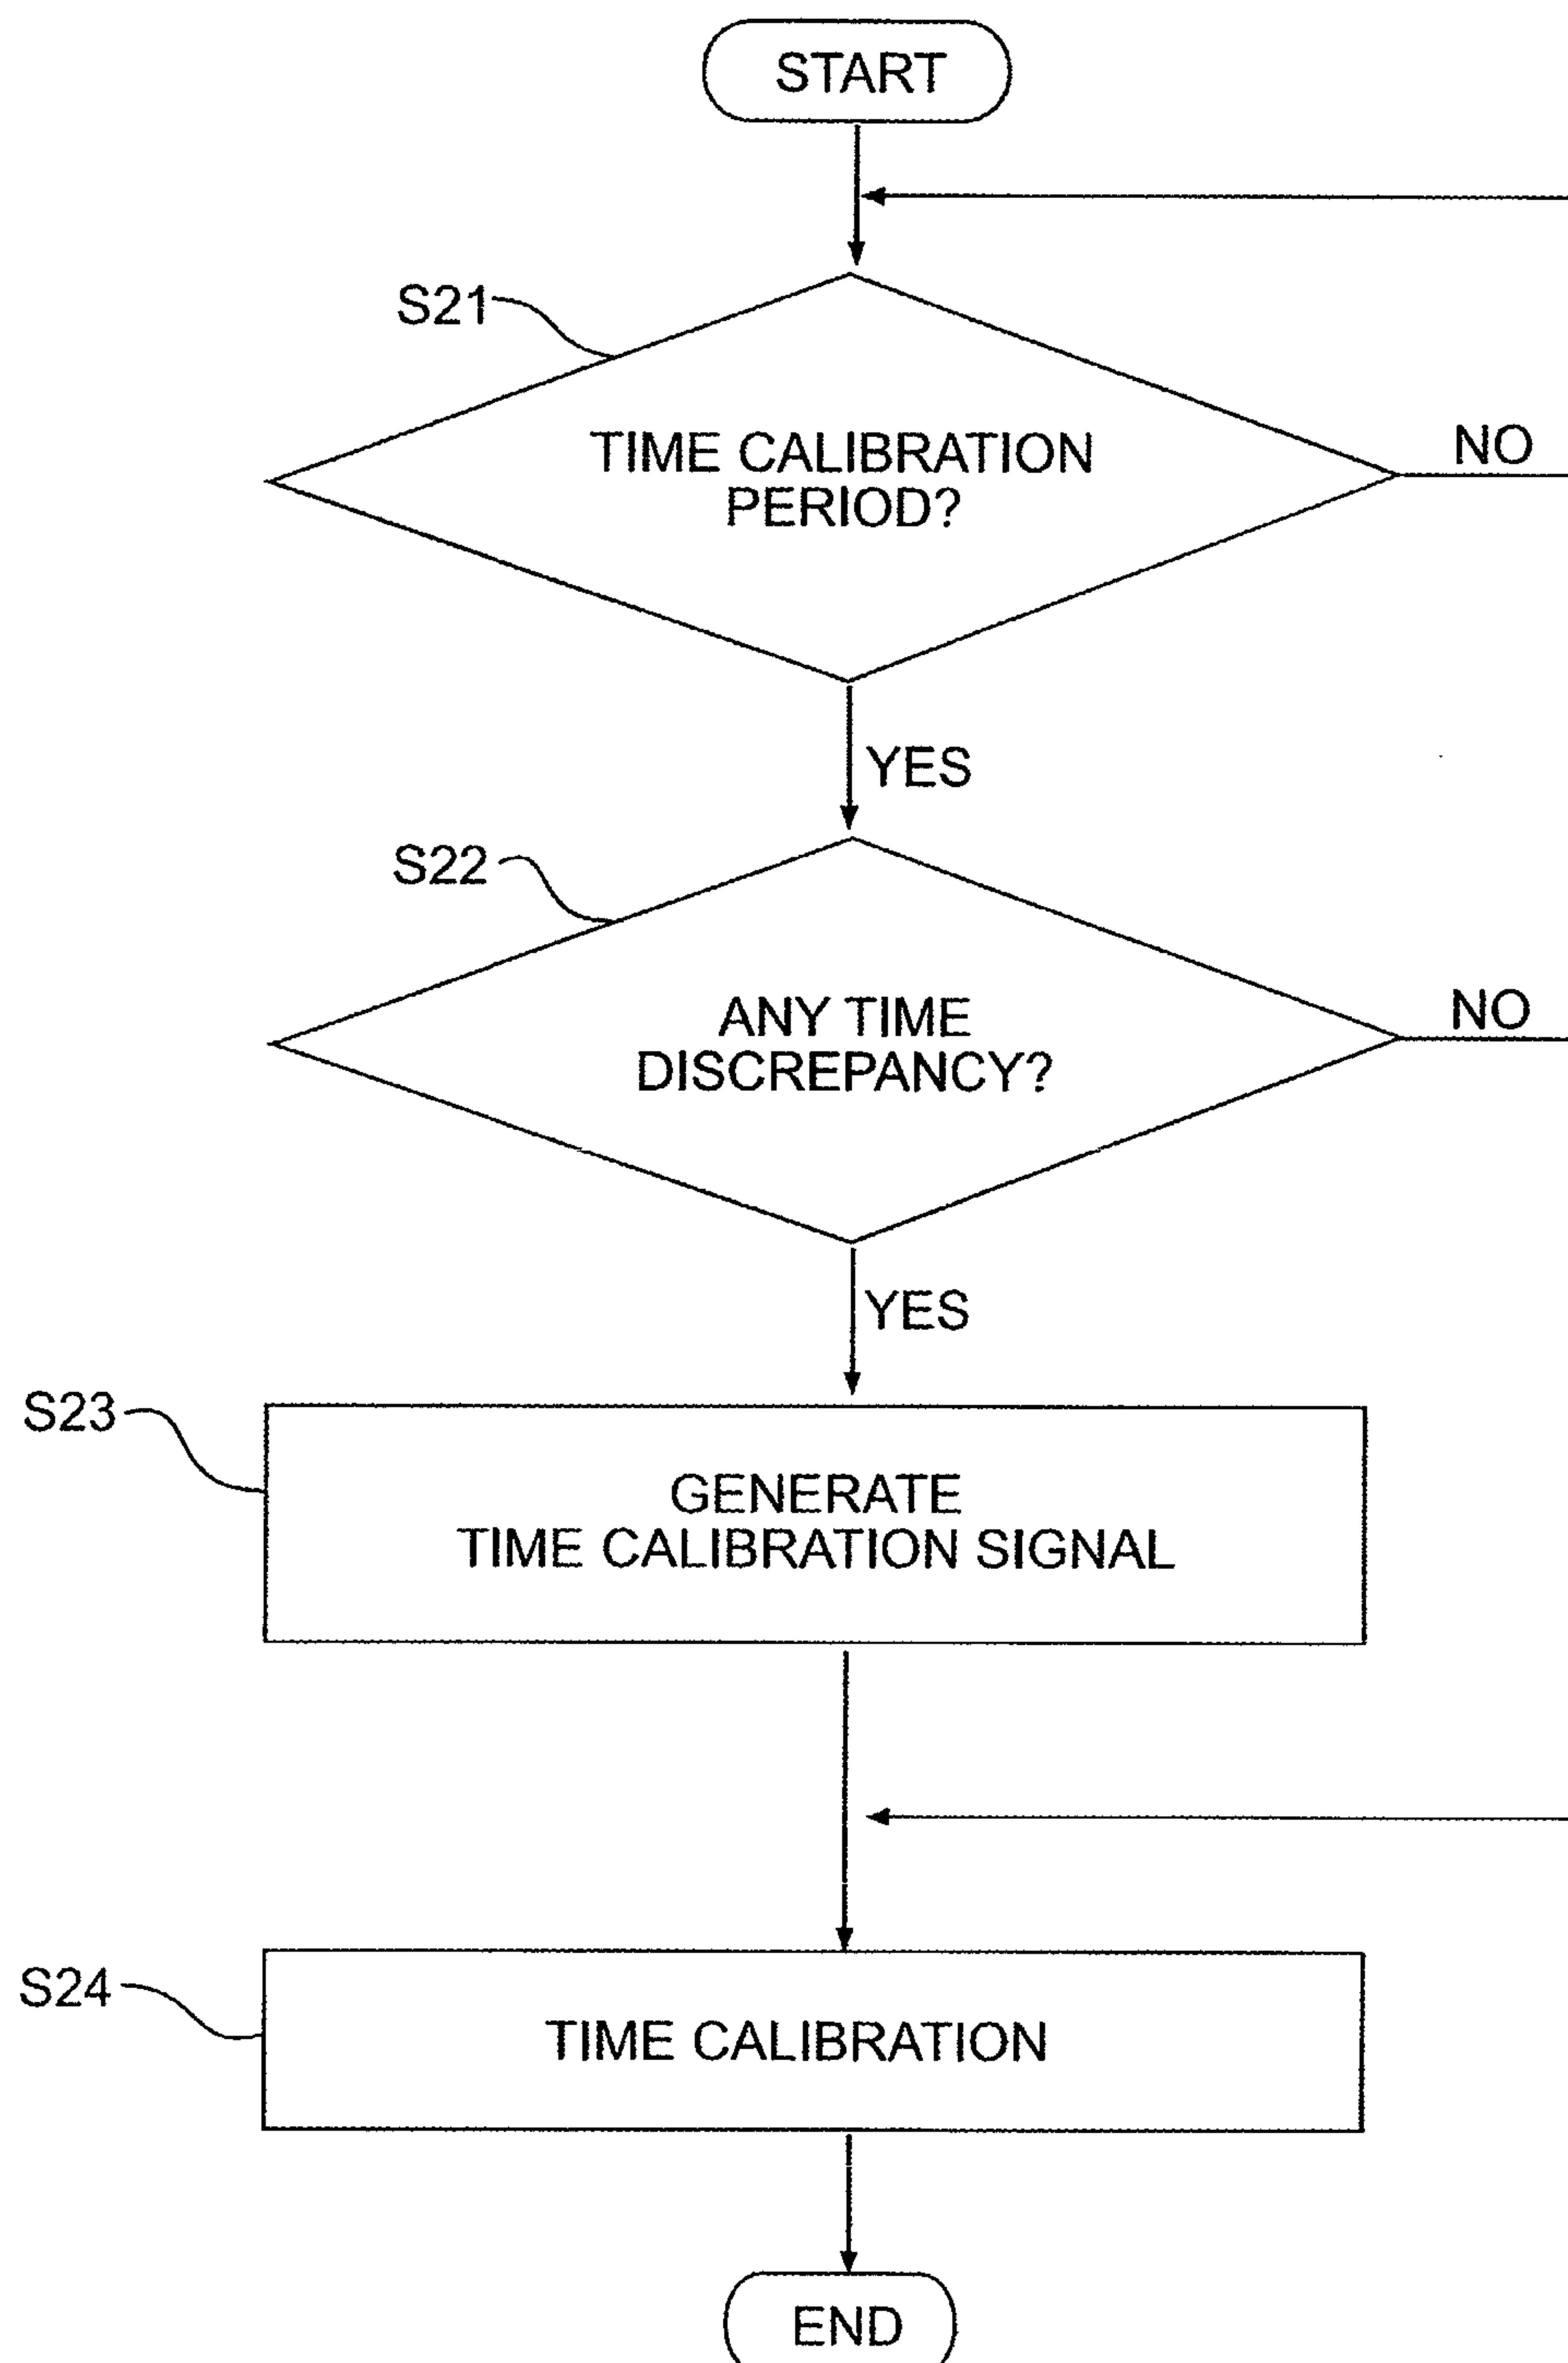 START
S21
TIME CALIBRATION
PERIOD?
NO
YES
S22
ANY TIME
DISCREPANCY?
NO
YES
S23
GENERATE
TIME CALIBRATION SIGNAL
S24
TIME CALIBRATION
END